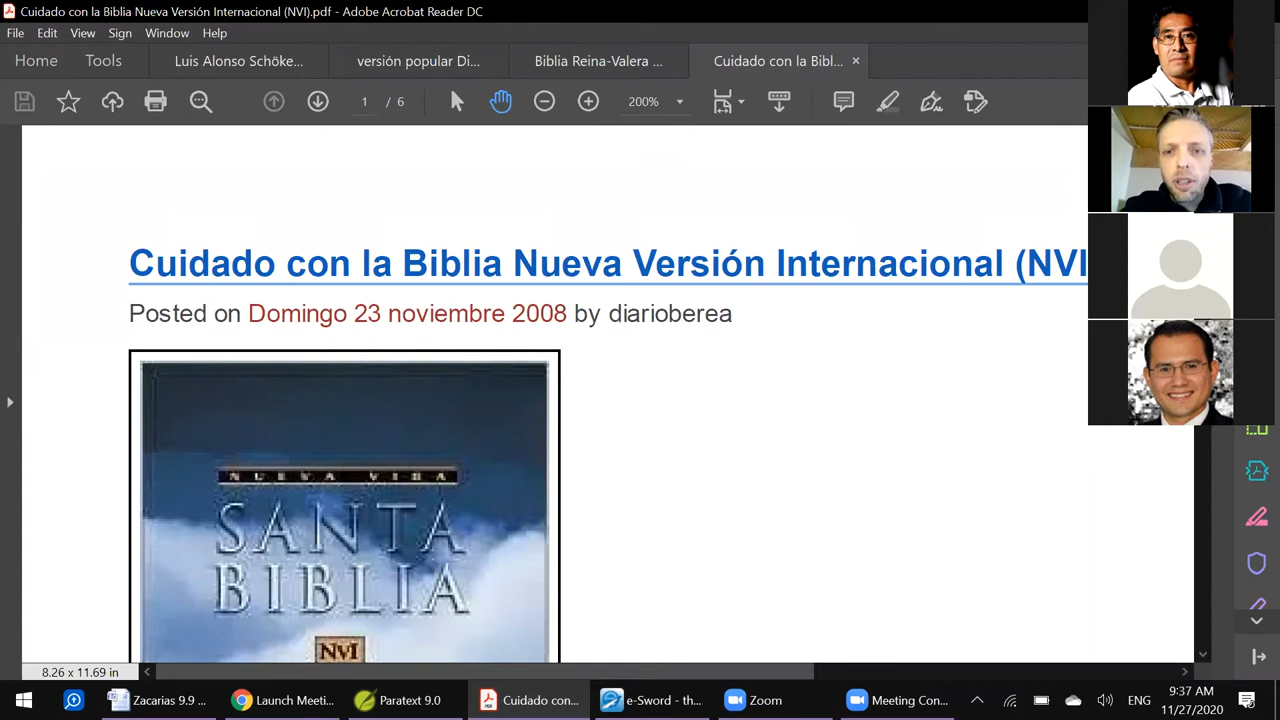 Cuidado con la Biblia Nueva Versión Internacional (NVI).pdf - Adobe Acrobat Reader DC
File Edit View Sign Window Help
Home Tools Luis Alonso Schöke... versión popular Di... Biblia Reina-Valera ... Cuidado con la Bibl... ×
1 / 6 200%
Cuidado con la Biblia Nueva Versión Internacional (NVI
Posted on Domingo 23 noviembre 2008 by diarioberea
NUEVA VIDA
SANTA
BIBLIA
NVI
8.26 x 11.69 in
Zacarias 9.9 ... Launch Meeti... Paratext 9.0 Cuidado con... e-Sword - th... Zoom Meeting Con... ENG 9:37 AM
11/27/2020